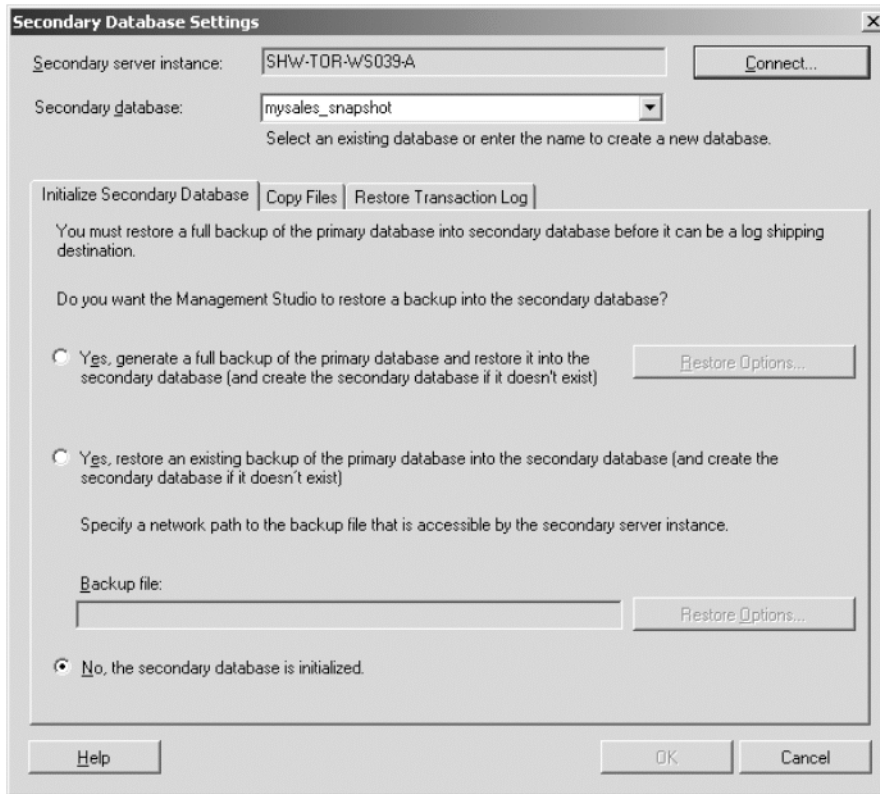 Secondary Database Settings
Secondary server instance:
SHW-TOR-WS039-A
Connect...
Secondary database:
mysales_snapshot
Select an existing database or enter the name to create a new database.
Initialize Secondary Database
Copy Files
Restore Transaction Log
You must restore a full backup of the primary database into secondary database before it can be a log shipping
destination.
Do you want the Management Studio to restore a backup into the secondary database?
Yes, generate a full backup of the primary database and restore it into the
secondary database (and create the secondary database if it doesn't exist)
Restore Options...
Yes, restore an existing backup of the primary database into the secondary database (and create the
secondary database if it doesn't exist)
Specify a network path to the backup file that is accessible by the secondary server instance.
Backup file:
Restore Options...
No, the secondary database is initialized.
Help
OK
Cancel